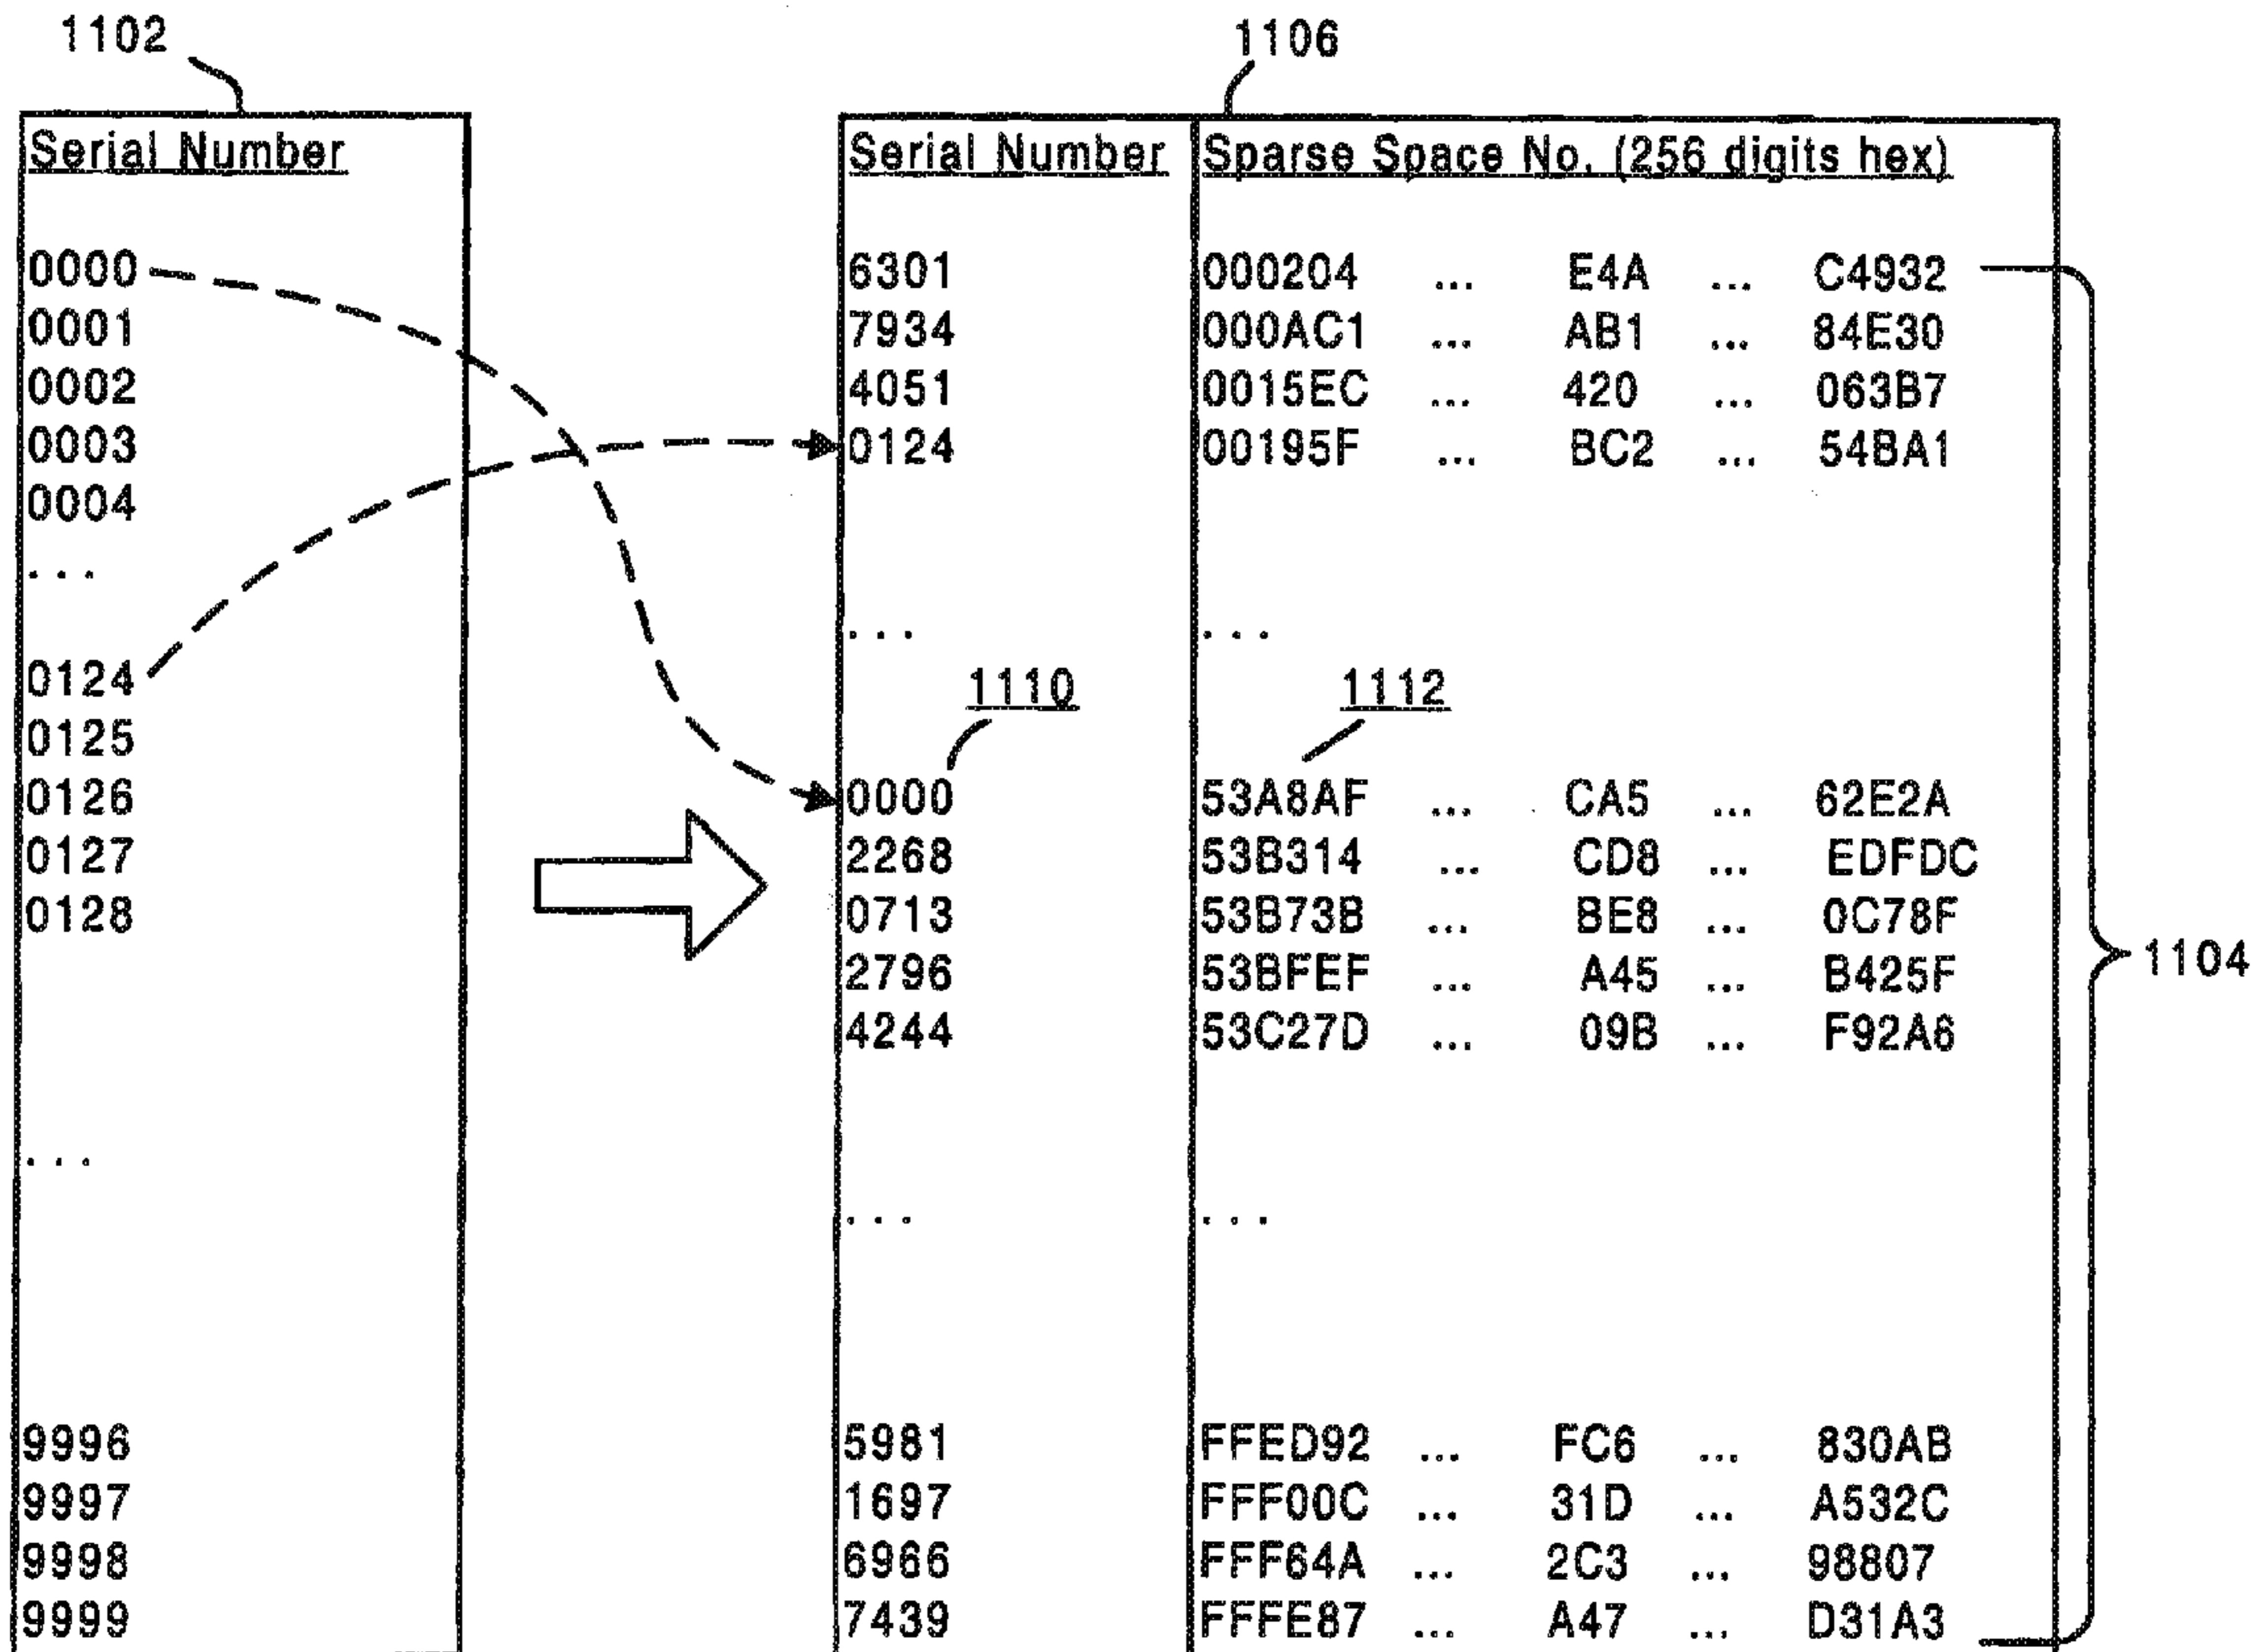 1102
1106
Serial Number
Serial Number Sparse Space No. (256 digits hex)
0000
6301 000204 ... E4A ... C4932
0001
7934 000AC1 ... AB1 ... 84E30
0002
4051 0015EC ... 420 ... 063B7
0003
0124 00195F ... BC2 ... 54BA1
0004
...
... ...
0124
1110 1112
0125
0126
0000 53A8AF ... CA5 ... 62E2A
0127
2268 53B314 ... CD8 ... EDFDC
0128
0713 53B73B ... BE8 ... 0C78F
2796 53BFEF ... A45 ... B425F
1104
4244 53C27D ... 09B ... F92A6
...
... ...
9996
5981 FFED92 ... FC6 ... 830AB
9997
1697 FFF00C ... 31D ... A532C
9998
6966 FFF64A ... 2C3 ... 98807
9999
7439 FFFE87 ... A47 ... D31A3